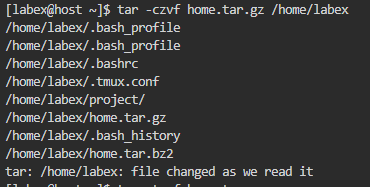 [labex@host ~]$ tar -czvf home.tar.gz /home/labex
/home/labex/.bash_profile
/home/labex/.bash_profile
/home/labex/.bashrc
/home/labex/.tmux.conf
/home/labex/project/
/home/labex/home.tar.gz
/home/labex/.bash_history
/home/labex/home.tar.bz2
tar: /home/labex: file changed as we read it